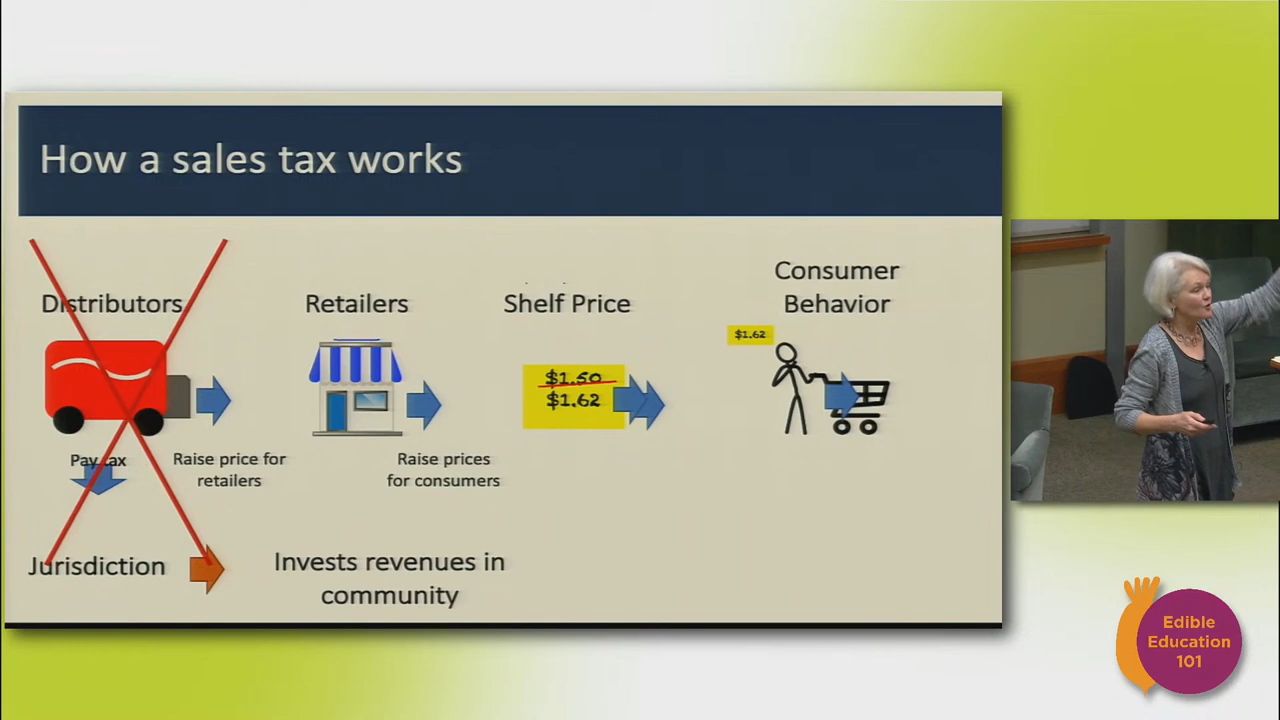 How a sales tax works
Distributors
Retailers
Shelf Price
Consumer
Behavior
$1.62
$1.50
$1.62
Pay tax
Raise price for
retailers
Raise prices
for consumers
Jurisdiction
Invests revenues in
community
Edible
Education
101